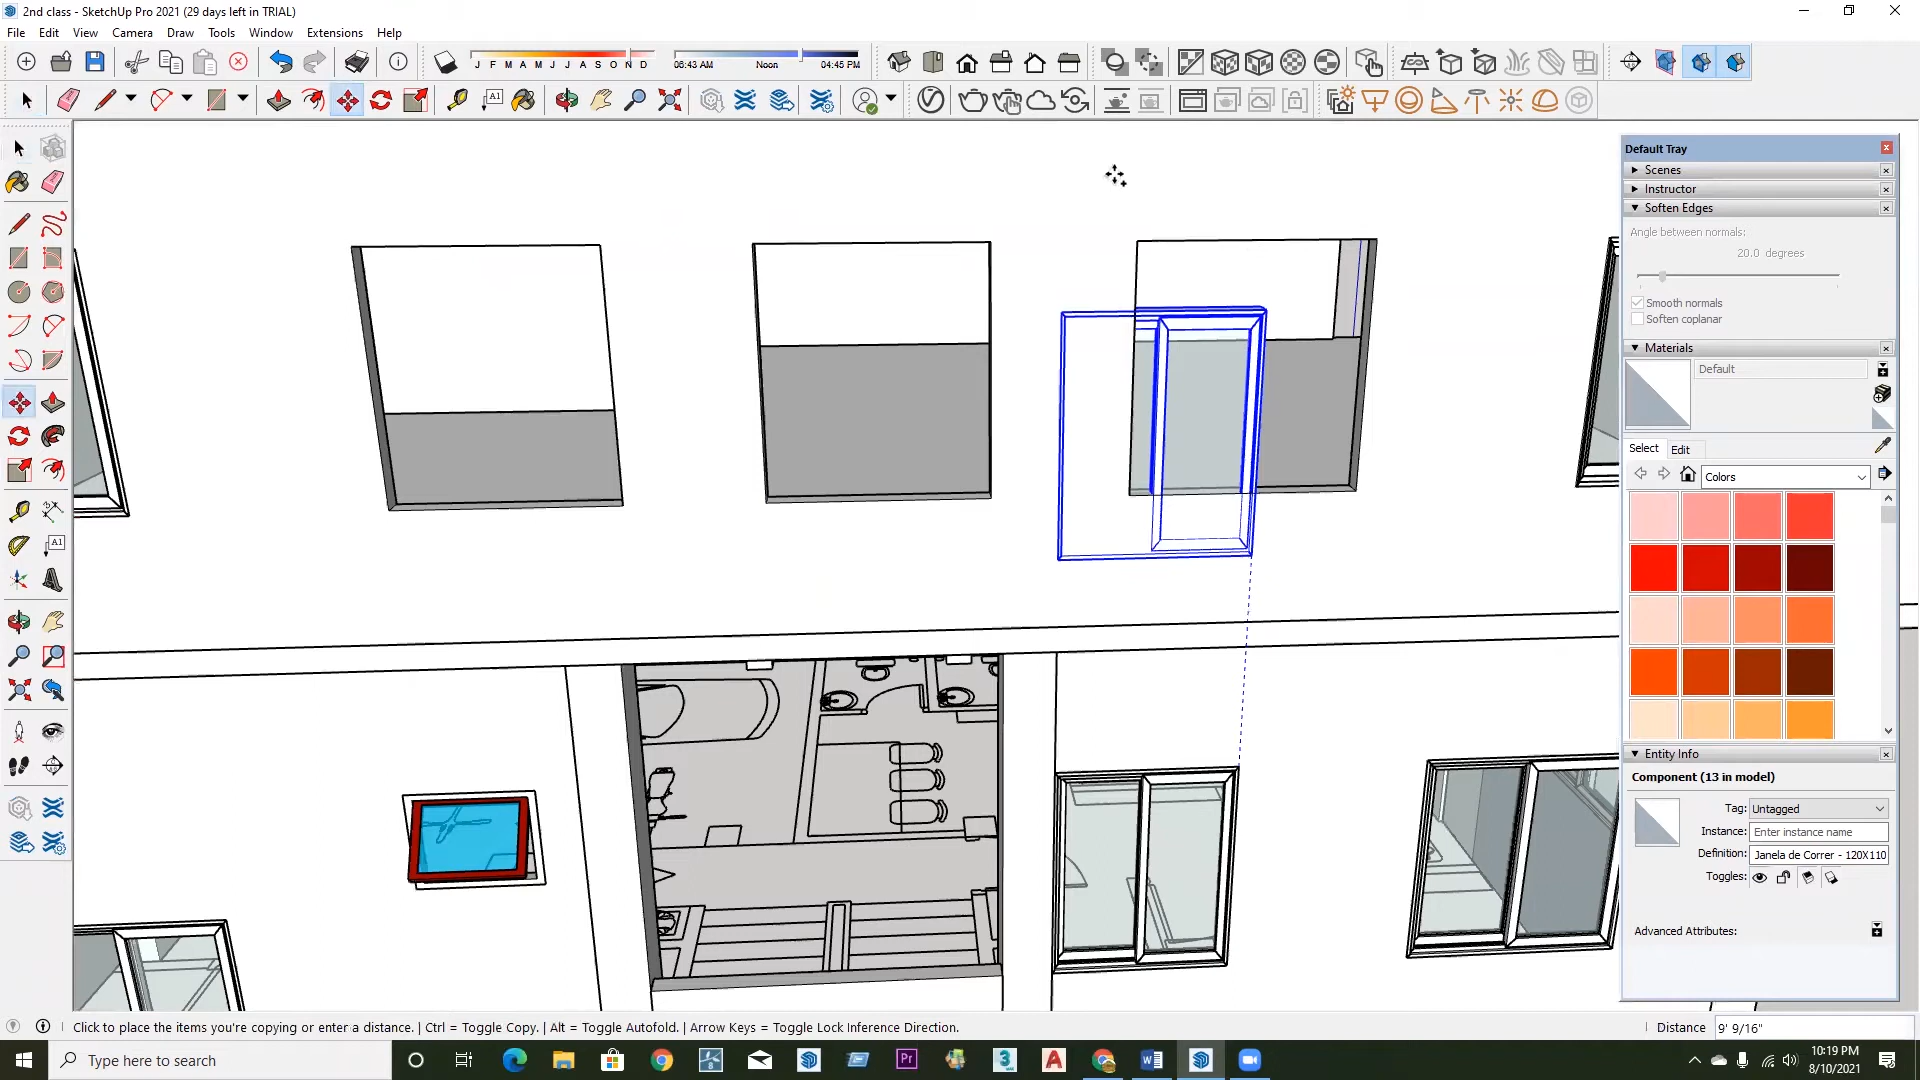 2nd class - SketchUp Pro 2021 (29 days left in TRIAL)
File Edit View Camera Draw Tools Window Extensions Help
J F M A M J J A S O N D
06:43 AM Noon 04:45 PM
A1
Default Tray
Scenes
Instructor
Soften Edges
Angle between normals:
20.0 degrees
Smooth normals
Soften coplanar
Materials
Default
Select Edit
Colors
A1
Entity Info
Component (13 in model)
Tag: Untagged
Instance: Enter instance name
Definition: Janela de Correr - 120X110
Toggles:
Advanced Attributes:
Click to place the items you're copying or enter a distance. | Ctrl = Toggle Copy. | Alt = Toggle Autofold. | Arrow Keys = Toggle Lock Inference Direction.
Distance 9' 9/16"
Type here to search
Pr
3
A
10:19 PM
8/10/2021